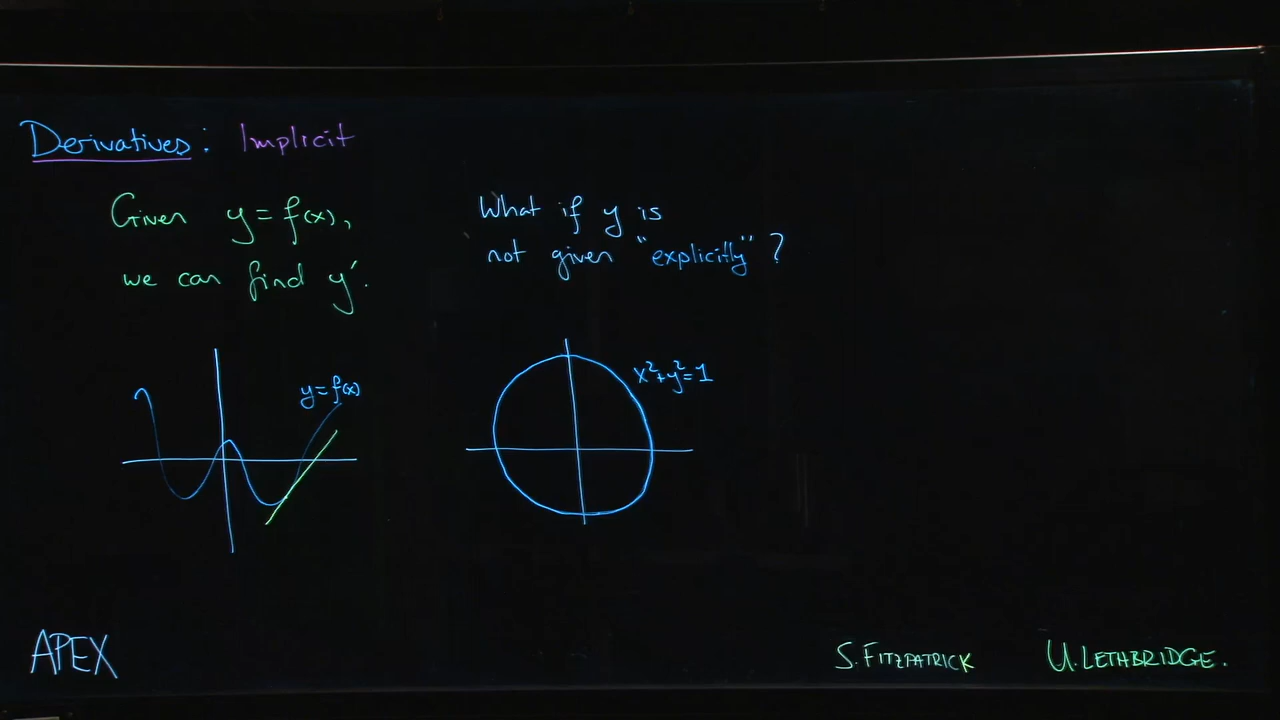 Derivatives: Implicit
Given y = f(x),
we can find y'.
What if y is
not given "explicitly"?
y = f(x)
x²+y²=1
APEX
S. FITZPATRICK
U. LETHBRIDGE.